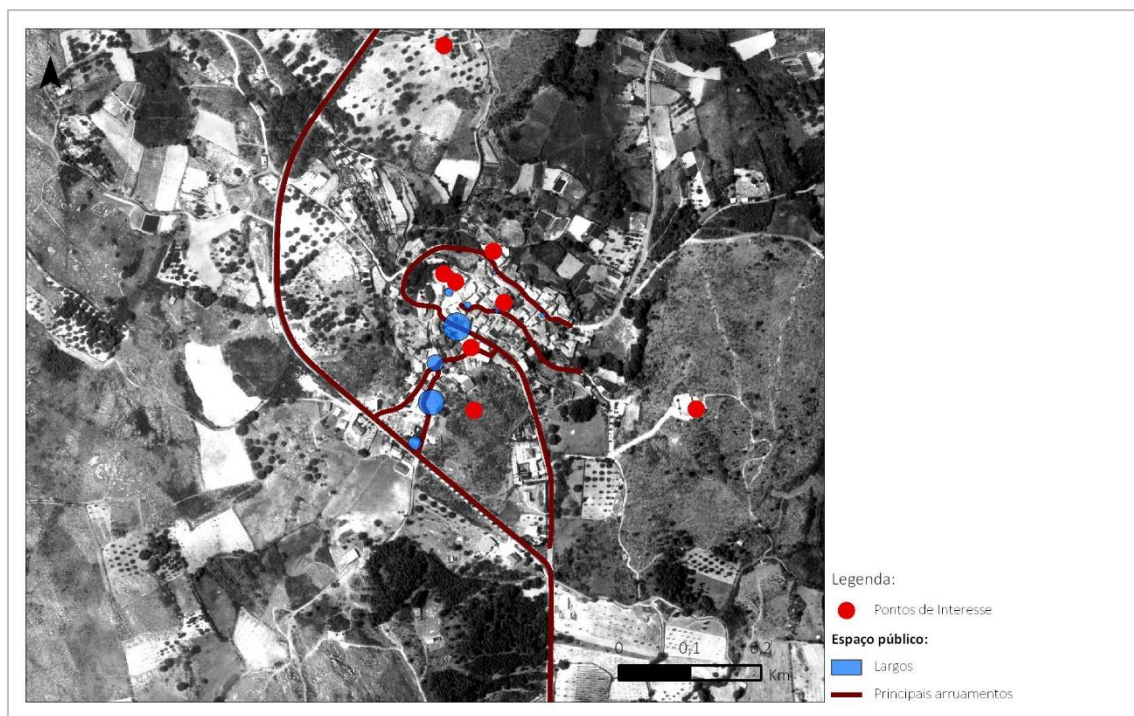 Legenda:
Pontos de Interesse
Espaço público:
Largos
Principais arruamentos
0 0,1 0,2
Km